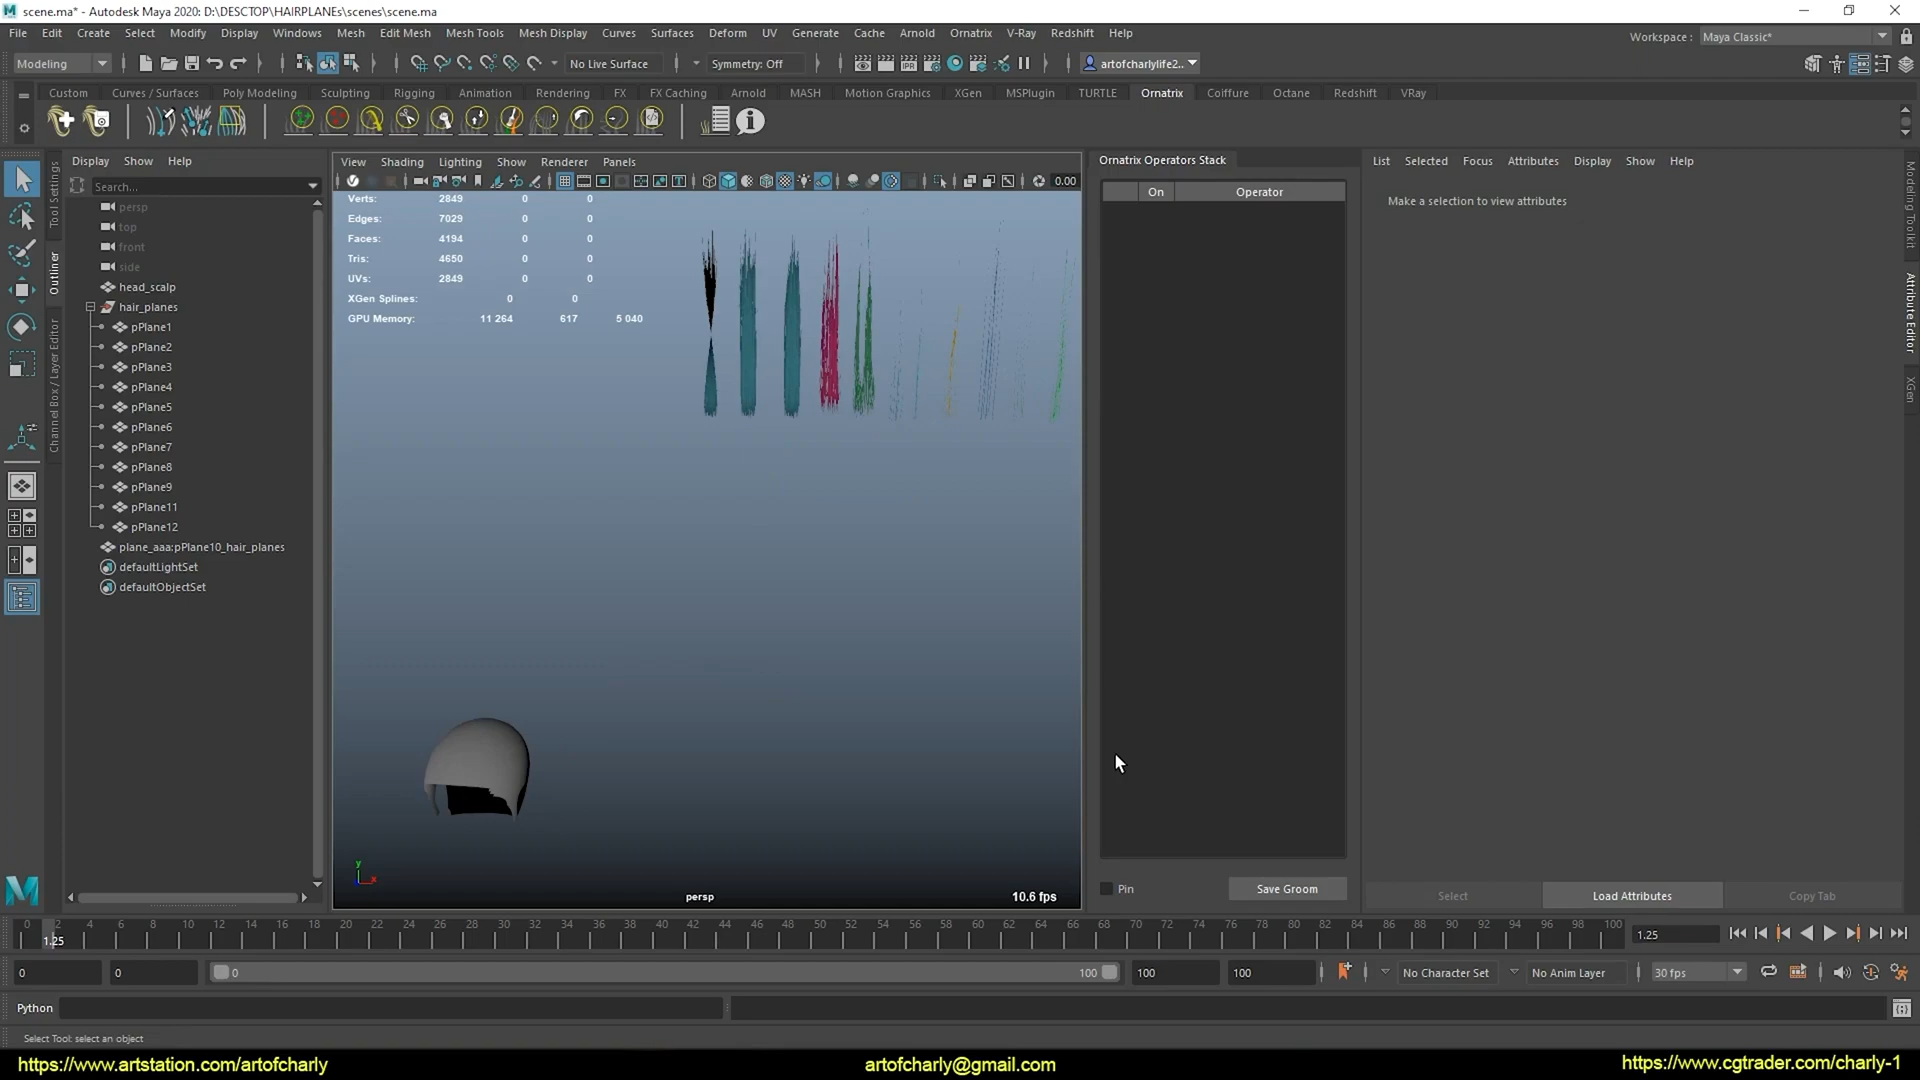 scene.ma* - Autodesk Maya 2020: D:\DESCTOP\HAIRPLANEs\scenes\scene.ma
File Edit Create Select Modify Display Windows Mesh Edit Mesh Mesh Tools Mesh Display Curves Surfaces Deform UV Generate Cache Arnold Ornatrix V-Ray Redshift Help
Workspace : Maya Classic*
Modeling
No Live Surface
Symmetry: Off
artofcharlylife2..
Custom Curves / Surfaces Poly Modeling Sculpting Rigging Animation Rendering FX FX Caching Arnold MASH Motion Graphics XGen MSPlugin TURTLE Ornatrix Coiffure Octane Redshift VRay
IPR
Display Show Help
Search...
persp
top
front
side
head_scalp
hair_planes
pPlane1
pPlane2
pPlane3
pPlane4
pPlane5
pPlane6
pPlane7
pPlane8
pPlane9
pPlane11
pPlane12
plane_aaa:pPlane10_hair_planes
defaultLightSet
defaultObjectSet
Tool Settings
Outliner
Channel Box / Layer Editor
View Shading Lighting Show Renderer Panels
0.00
Verts: 2849 0 0
Edges: 7029 0 0
Faces: 4194 0 0
Tris: 4650 0 0
UVs: 2849 0 0
XGen Splines: 0 0
GPU Memory: 11 264 617 5 040
y
x
persp
10.6 fps
Ornatrix Operators Stack
On Operator
Pin
Save Groom
List Selected Focus Attributes Display Show Help
Make a selection to view attributes
Select
Load Attributes
Copy Tab
Modeling Toolkit
Attribute Editor
XGen
0 2 4 6 8 10 12 14 16 18 20 22 24 26 28 30 32 34 36 38 40 42 44 46 48 50 52 54 56 58 60 62 64 66 68 70 72 74 76 78 80 82 84 86 88 90 92 94 96 98 100
1.25
1.25
0
0
0
100
100
100
No Character Set
No Anim Layer
30 fps
Python
Select Tool: select an object
https://www.artstation.com/artofcharly
artofcharly@gmail.com
https://www.cgtrader.com/charly-1